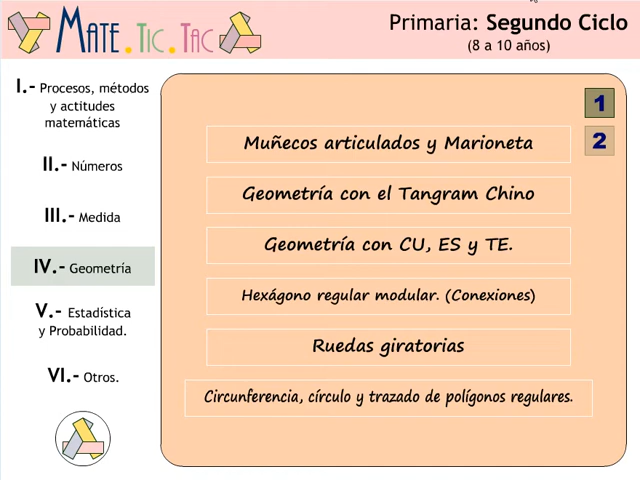 MATE.TIC.TAC
Primaria: Segundo Ciclo
(8 a 10 años)
I.- Procesos, métodos
y actitudes
matemáticas
II.- Números
III.- Medida
IV.- Geometría
V.- Estadística
y Probabilidad.
VI.- Otros.
1
2
Muñecos articulados y Marioneta
Geometría con el Tangram Chino
Geometría con CU, ES y TE.
Hexágono regular modular. (Conexiones)
Ruedas giratorias
Circunferencia, círculo y trazado de polígonos regulares.